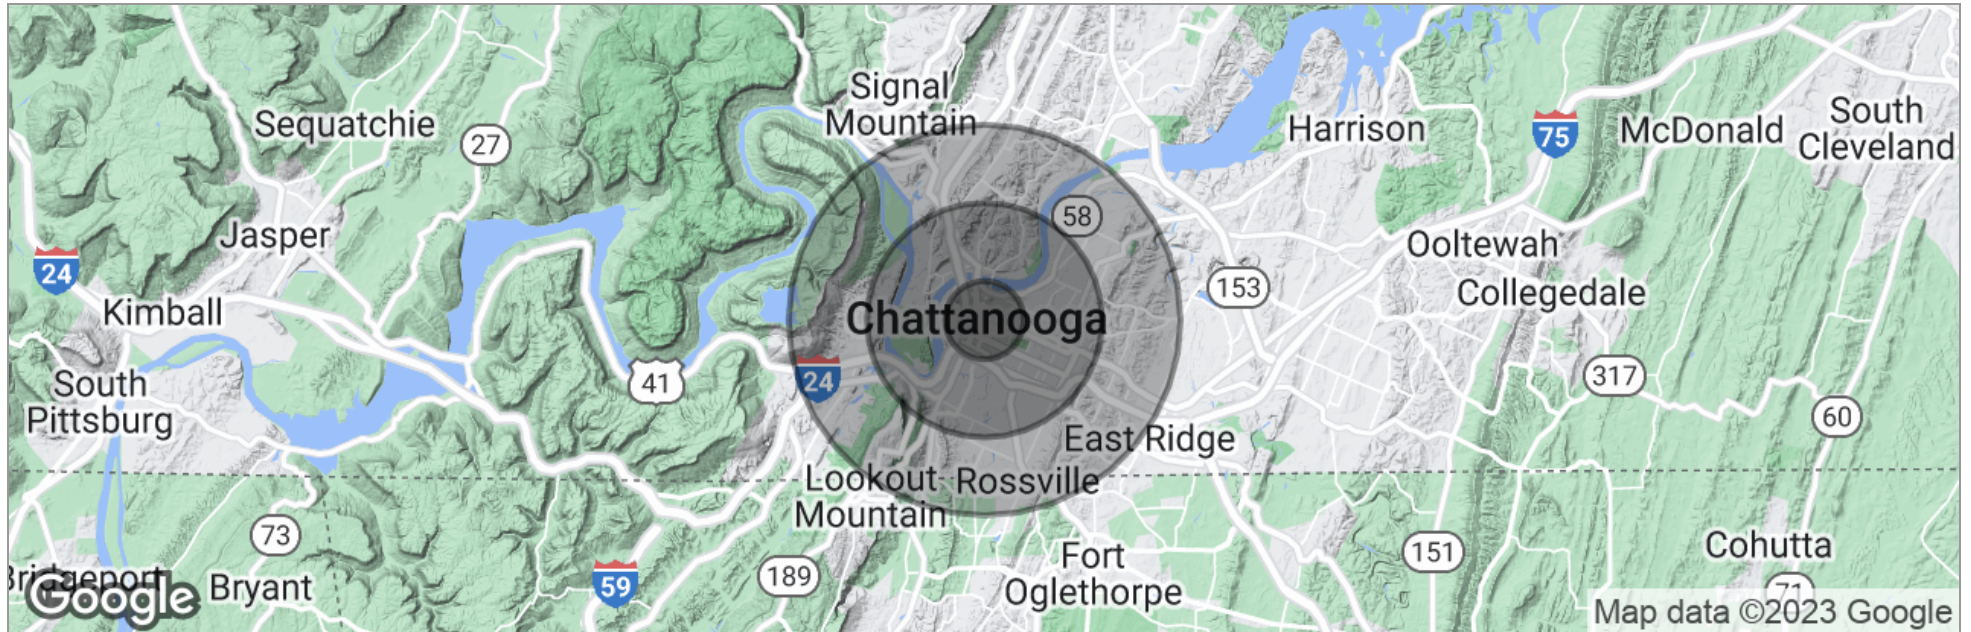 Signal
Mountain
Sequatchie
27
Harrison
75
McDonald
South
Cleveland
58
Jasper
24
Ooltewah
153
Collegedale
Kimball
Chattanooga
South
Pittsburg
41
24
317
60
East Ridge
Lookout
Mountain
Rossville
73
59
189
Fort
Oglethorpe
151
Cohutta
71
Bridgeport
Bryant
Google
Map data ©2023 Google